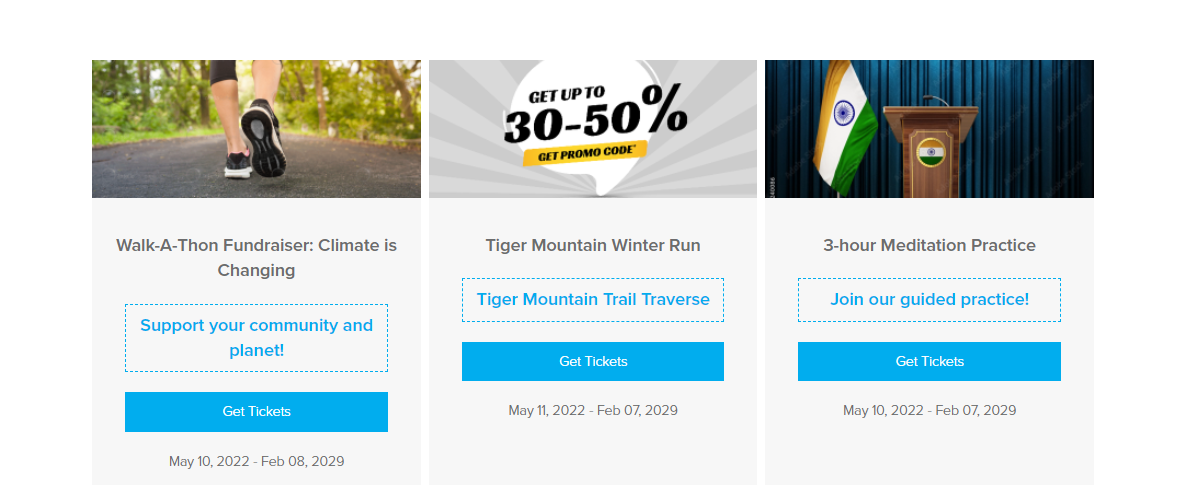 GET UP TO
30-50%
GET PROMO CODE*
Walk-A-Thon Fundraiser: Climate is
Changing
Support your community and
planet!
Get Tickets
May 10, 2022 - Feb 08, 2029
Tiger Mountain Winter Run
Tiger Mountain Trail Traverse
Get Tickets
May 11, 2022 - Feb 07, 2029
3-hour Meditation Practice
Join our guided practice!
Get Tickets
May 10, 2022 - Feb 07, 2029